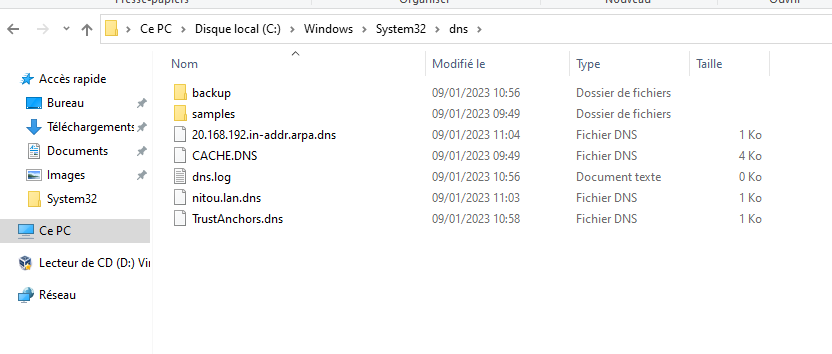 Presse-papiers Organiser Nouveau Ouvrir
Ce PC > Disque local (C:) > Windows > System32 > dns >
Nom Modifié le Type Taille
Accès rapide
Bureau
Téléchargements
Documents
Images
System32
Ce PC
Lecteur de CD (D:) Vir
Réseau
backup 09/01/2023 10:56 Dossier de fichiers
samples 09/01/2023 09:49 Dossier de fichiers
20.168.192.in-addr.arpa.dns 09/01/2023 11:04 Fichier DNS 1 Ko
CACHE.DNS 09/01/2023 09:49 Fichier DNS 4 Ko
dns.log 09/01/2023 10:56 Document texte 0 Ko
nitou.lan.dns 09/01/2023 11:03 Fichier DNS 1 Ko
TrustAnchors.dns 09/01/2023 10:58 Fichier DNS 1 Ko